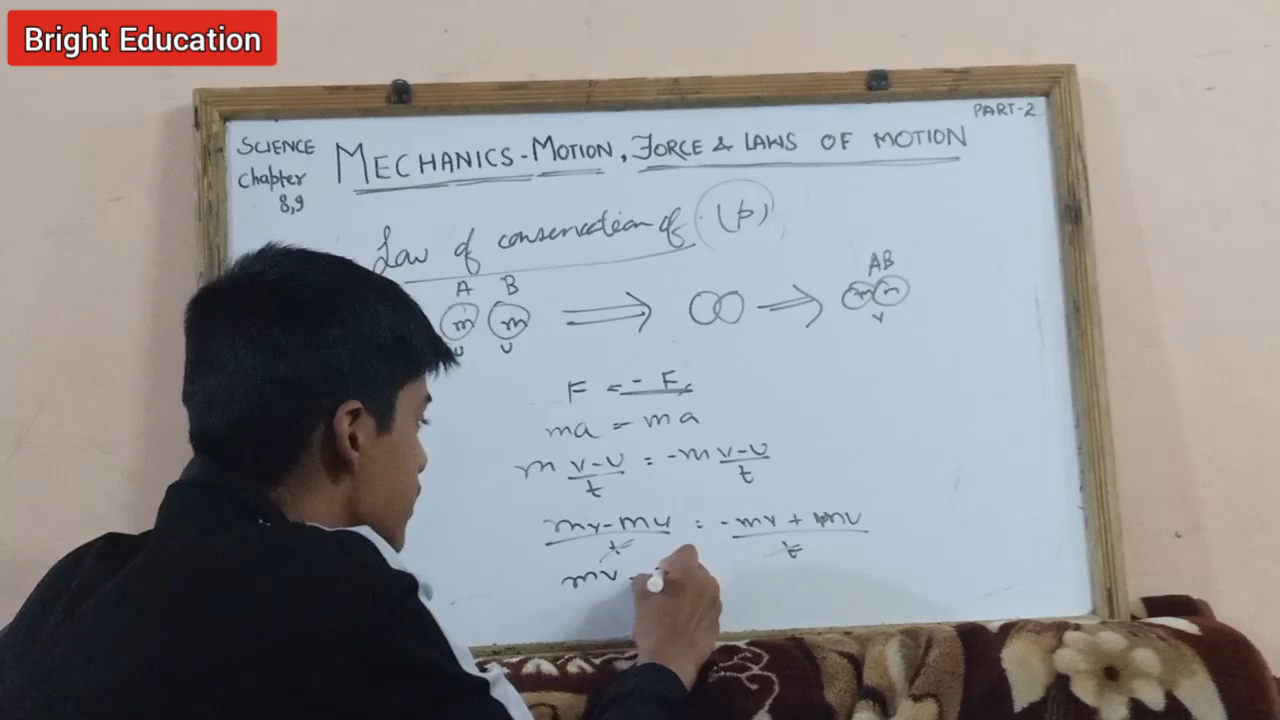 Bright Education
PART-2
SCIENCE
Chapter
8,9
MECHANICS-MOTION, FORCE & LAWS OF MOTION
Law of conservation of (p)
A B AB
m m m m
u u v
F = - F
ma = ma
m v-u/t = -m v-u/t
mv-mu/t = -mv + mu/t
mv -